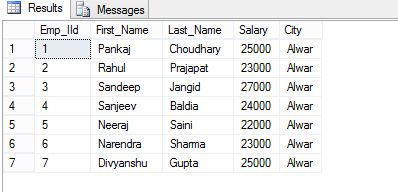 Results Messages
Emp_IId First_Name Last_Name Salary City
1 1 Pankaj Choudhary 25000 Alwar
2 2 Rahul Prajapat 23000 Alwar
3 3 Sandeep Jangid 27000 Alwar
4 4 Sanjeev Baldia 24000 Alwar
5 5 Neeraj Saini 22000 Alwar
6 6 Narendra Sharma 23000 Alwar
7 7 Divyanshu Gupta 25000 Alwar